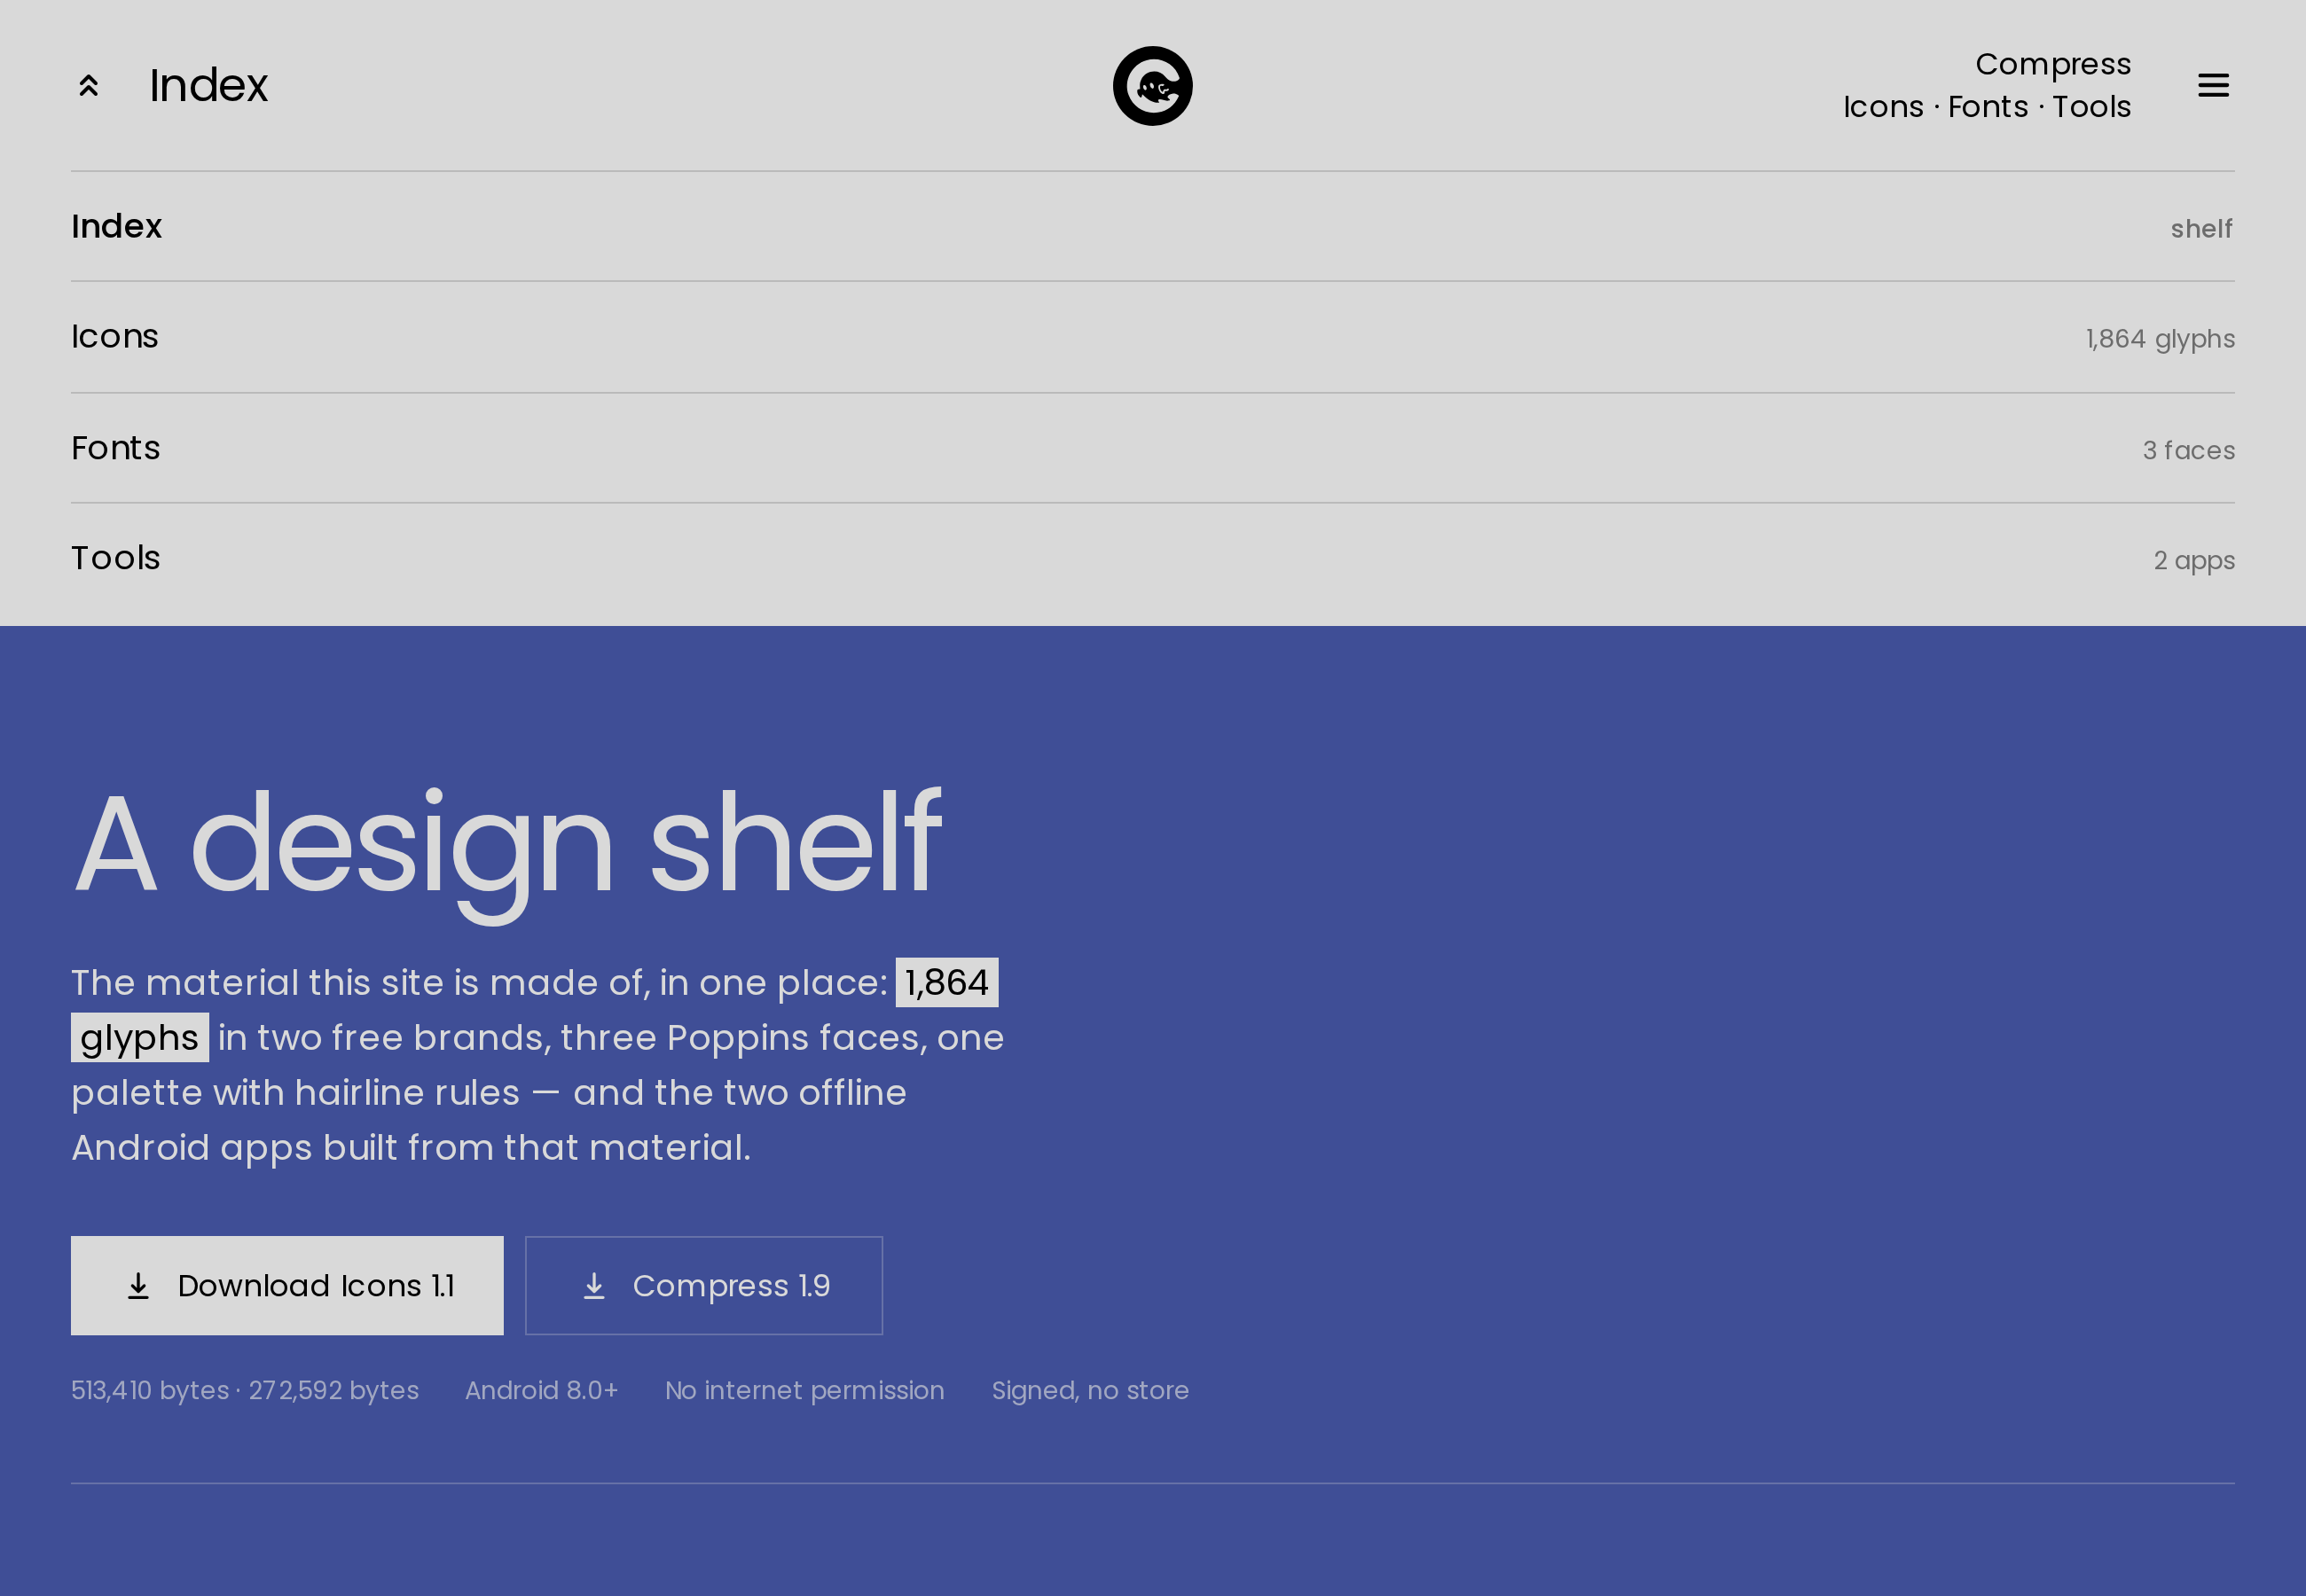 Index
Compress
Icons · Fonts · Tools
Index
shelf
Icons
1,864 glyphs
Fonts
3 faces
Tools
2 apps
A design shelf
The material this site is made of, in one place: 1,864
glyphs in two free brands, three Poppins faces, one
palette with hairline rules — and the two offline
Android apps built from that material.
Download Icons 1.1
Compress 1.9
513,410 bytes · 272,592 bytes
Android 8.0+
No internet permission
Signed, no store